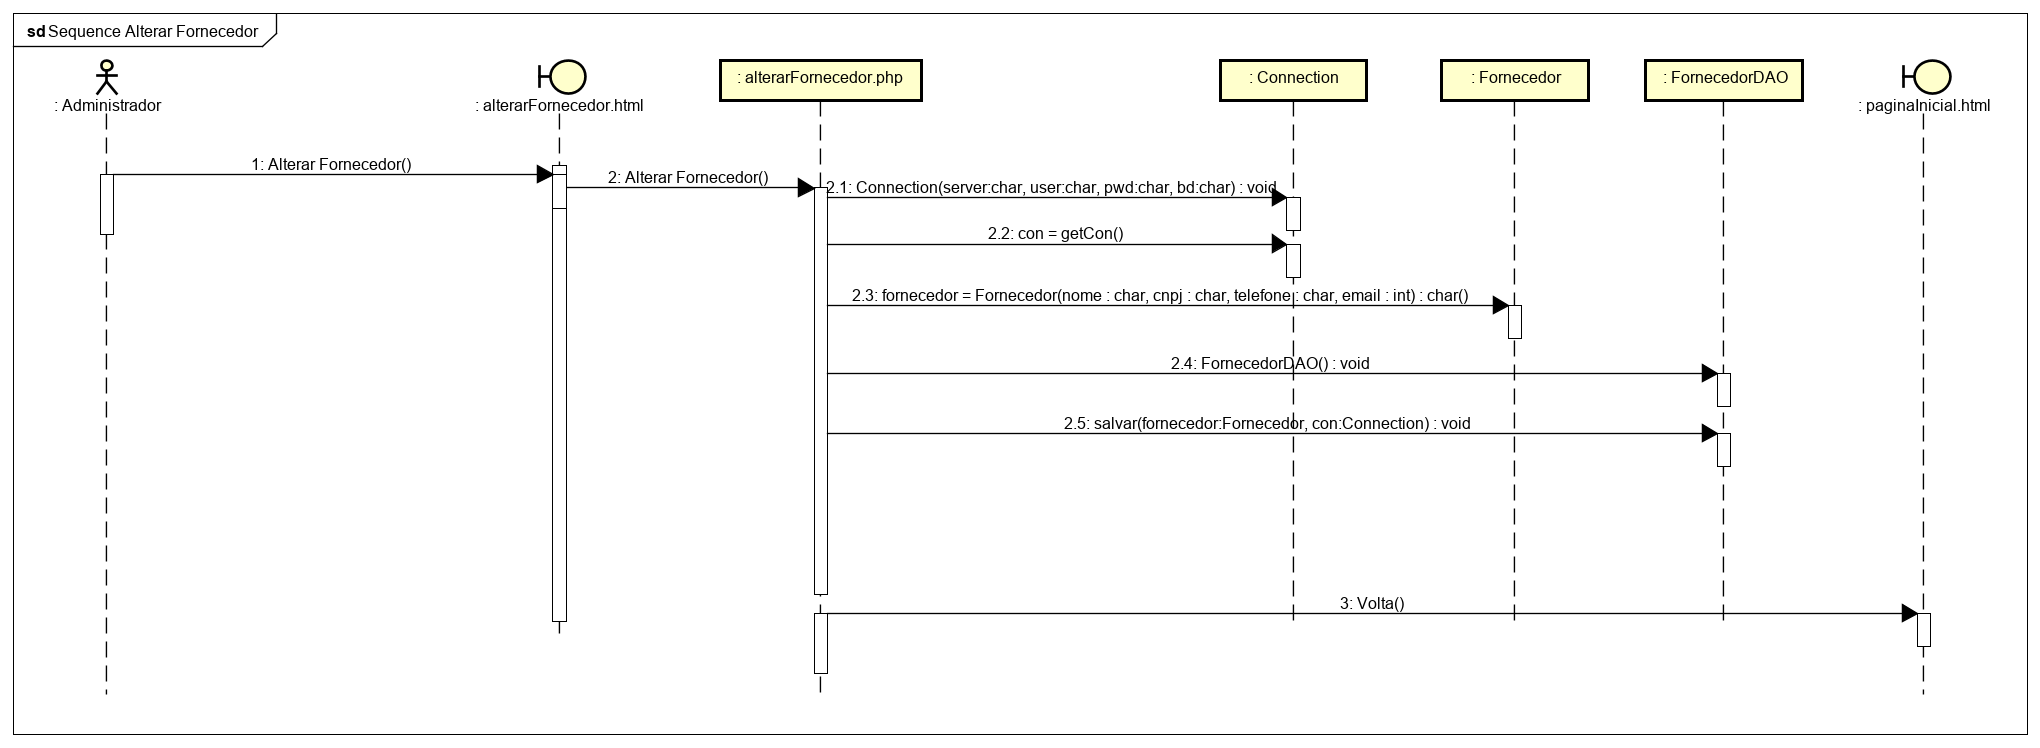 sd Sequence Alterar Fornecedor
: Administrador
: alterarFornecedor.html
: alterarFornecedor.php
: Connection
: Fornecedor
: FornecedorDAO
: paginaInicial.html
1: Alterar Fornecedor()
2: Alterar Fornecedor()
2.1: Connection(server:char, user:char, pwd:char, bd:char) : void
2.2: con = getCon()
2.3: fornecedor = Fornecedor(nome : char, cnpj : char, telefone : char, email : int) : char()
2.4: FornecedorDAO() : void
2.5: salvar(fornecedor:Fornecedor, con:Connection) : void
3: Volta()